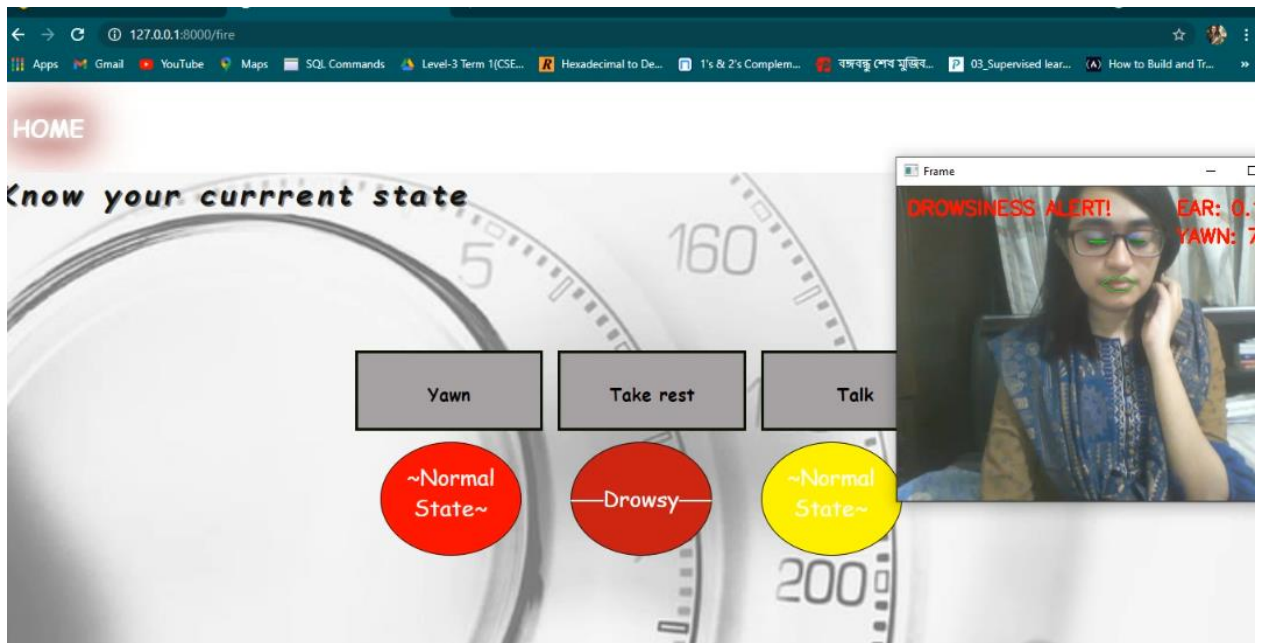 127.0.0.1:8000/fire
Apps Gmail YouTube Maps SQL Commands Level-3 Term 1(CSE... Hexadecimal to De... 1's & 2's Complem... বঙ্গবন্ধু শেখ মুজিব... 03_Supervised lear... How to Build and Tr... »
HOME
Know your currrent state
Frame
DROWSINESS ALERT! EAR: 0.
YAWN: 7
5
160
Yawn Take rest Talk
~Normal State~
Drowsy
~Normal State~
200